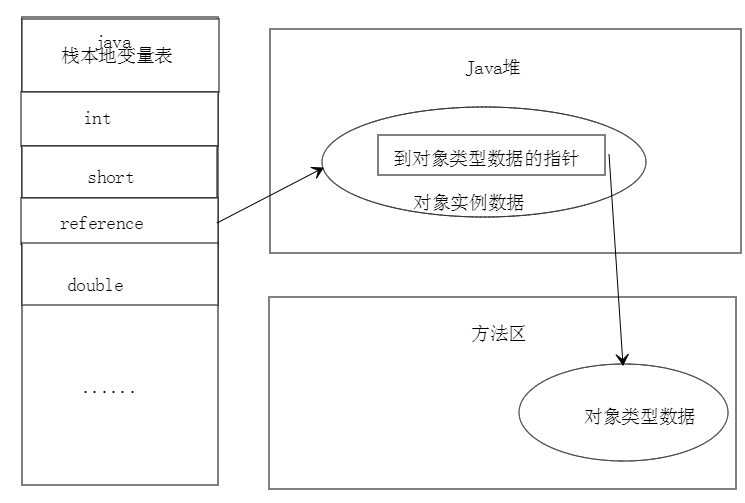 java
栈本地变量表
int
short
reference
double
......
Java堆
到对象类型数据的指针
对象实例数据
方法区
对象类型数据